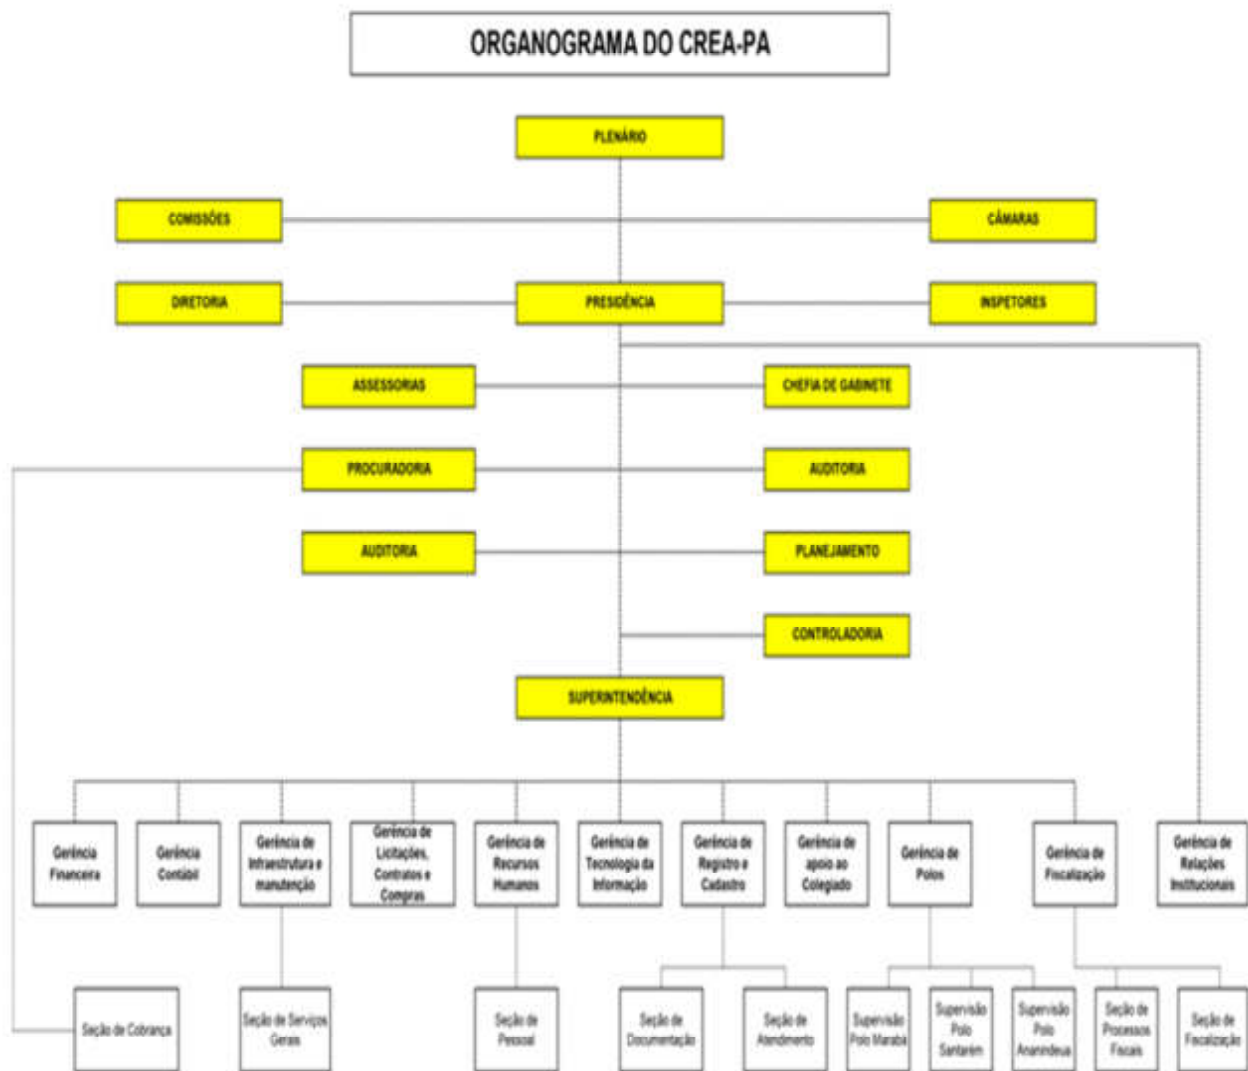 ORGANOGRAMA DO CREA-PA
PLENÁRIO
COMISSÕES
CÂMARAS
DIRETORIA
PRESIDÊNCIA
INSPETORES
ASSESSORIAS
CHEFIA DE GABINETE
PROCURADORIA
AUDITORIA
AUDITORIA
PLANEJAMENTO
CONTROLADORIA
SUPERINTENDÊNCIA
Gerência
Financeira
Gerência
Contábil
Gerência de
Infraestrutura e
manutenção
Gerência de
Licitações,
Contratos e
Compras
Gerência de
Recursos
Humanos
Gerência de
Tecnologia da
Informação
Gerência de
Registro e
Cadastro
Gerência de
apoio ao
Colegiado
Gerência de
Polos
Gerência de
Fiscalização
Gerência de
Relações
Institucionais
Seção de Cobrança
Seção de Serviços
Gerais
Seção de
Pessoal
Seção de
Documentação
Seção de
Atendimento
Supervisão
Polo Marabá
Supervisão
Polo
Santarém
Supervisão
Polo
Ananindeua
Seção de
Processos
Fiscais
Seção de
Fiscalização